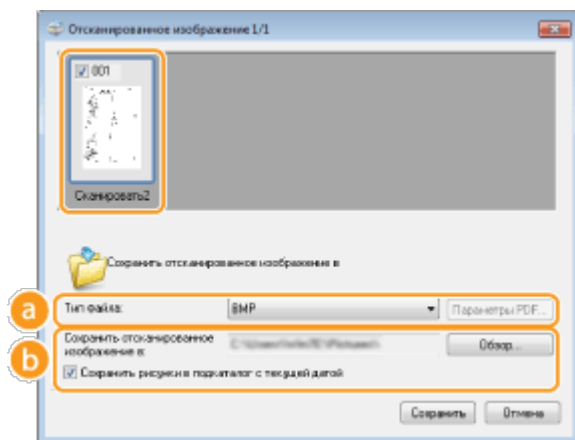 Отсканированное изображение 1/1
001
Сканировать2
Сохранить отсканированное изображение в
a
Тип файла: BMP Параметры PDF...
b
Сохранить отсканированное
изображение в: Обзор...
Сохранить рисунки в подкаталог с текущей датой
Сохранить Отмена